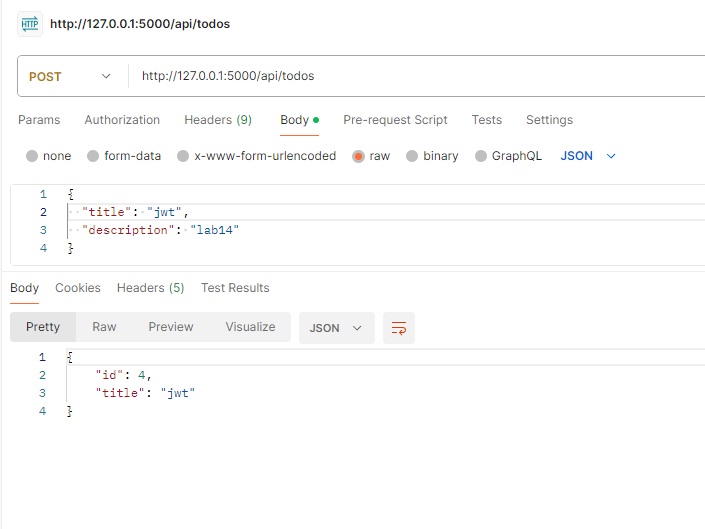 HTTP http://127.0.0.1:5000/api/todos
POST http://127.0.0.1:5000/api/todos
Params Authorization Headers (9) Body Pre-request Script Tests Settings
none form-data x-www-form-urlencoded raw binary GraphQL JSON
1 {
2 "title": "jwt",
3 "description": "lab14"
4 }
Body Cookies Headers (5) Test Results
Pretty Raw Preview Visualize JSON
1 {
2 "id": 4,
3 "title": "jwt"
4 }